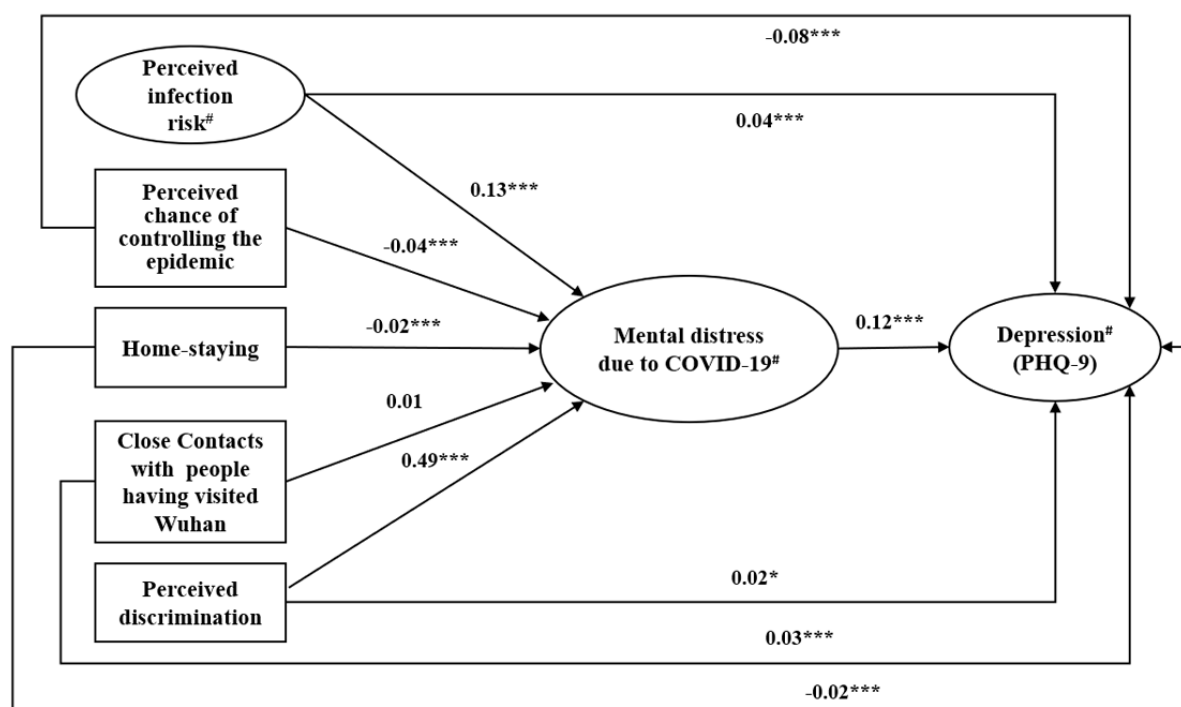 -0.08***
Perceived
infection
risk#
0.04***
0.13***
Perceived
chance of
controlling the
epidemic
-0.04***
Home-staying
-0.02***
Mental distress
due to COVID-19#
0.12***
Depression#
(PHQ-9)
0.01
Close Contacts
with people
having visited
Wuhan
0.49***
Perceived
discrimination
0.02*
0.03***
-0.02***